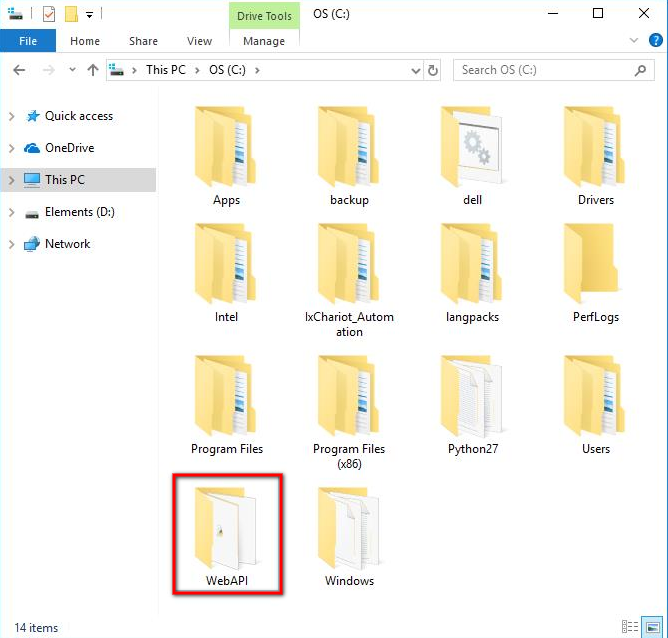 Drive Tools
OS (C:)
File
Home
Share
View
Manage
?
This PC
OS (C:)
Search OS (C:)
Quick access
OneDrive
This PC
Elements (D:)
Network
Apps
backup
dell
Drivers
Intel
IxChariot_Autom
ation
langpacks
PerfLogs
Program Files
Program Files
(x86)
Python27
Users
WebAPI
Windows
14 items